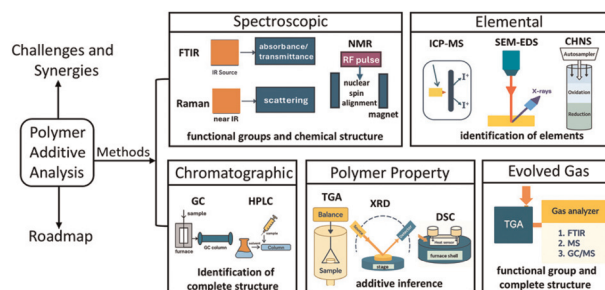 Challenges and
Synergies
Polymer
Additive
Analysis
Methods
Roadmap
Spectroscopic
FTIR
IR Source
absorbance/
transmittance
NMR
RF pulse
nuclear
spin
alignment
magnet
Raman
near IR
scattering
functional groups and chemical structure
Elemental
ICP-MS
SEM-EDS
CHNS
Autosampler
I⁺
I⁺
X-rays
Oxidation
Reduction
identification of elements
Chromatographic
GC
sample
furnace
GC column
HPLC
sample
Column
Identification of
complete structure
Polymer Property
TGA
Balance
Sample
XRD
stage
DSC
Heat sensor
furnace shell
additive inference
Evolved Gas
TGA
Gas analyzer
1. FTIR
2. MS
3. GC/MS
functional group and
complete structure